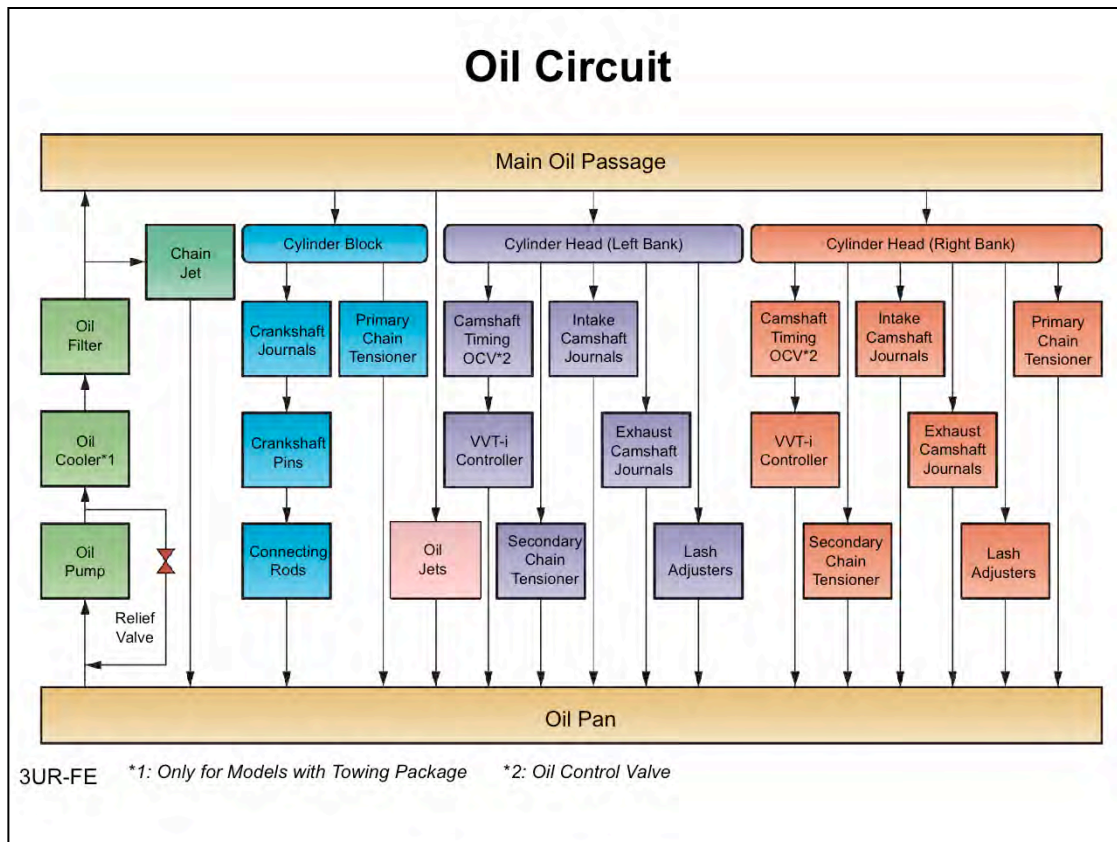 Oil Circuit
Main Oil Passage
Chain
Jet
Oil
Filter
Oil
Cooler*1
Oil
Pump
Relief
Valve
Cylinder Block
Crankshaft
Journals
Primary
Chain
Tensioner
Crankshaft
Pins
Connecting
Rods
Oil
Jets
Cylinder Head (Left Bank)
Camshaft
Timing
OCV*2
Intake
Camshaft
Journals
VVT-i
Controller
Exhaust
Camshaft
Journals
Secondary
Chain
Tensioner
Lash
Adjusters
Cylinder Head (Right Bank)
Camshaft
Timing
OCV*2
Intake
Camshaft
Journals
Primary
Chain
Tensioner
VVT-i
Controller
Exhaust
Camshaft
Journals
Secondary
Chain
Tensioner
Lash
Adjusters
Oil Pan
3UR-FE *1: Only for Models with Towing Package *2: Oil Control Valve